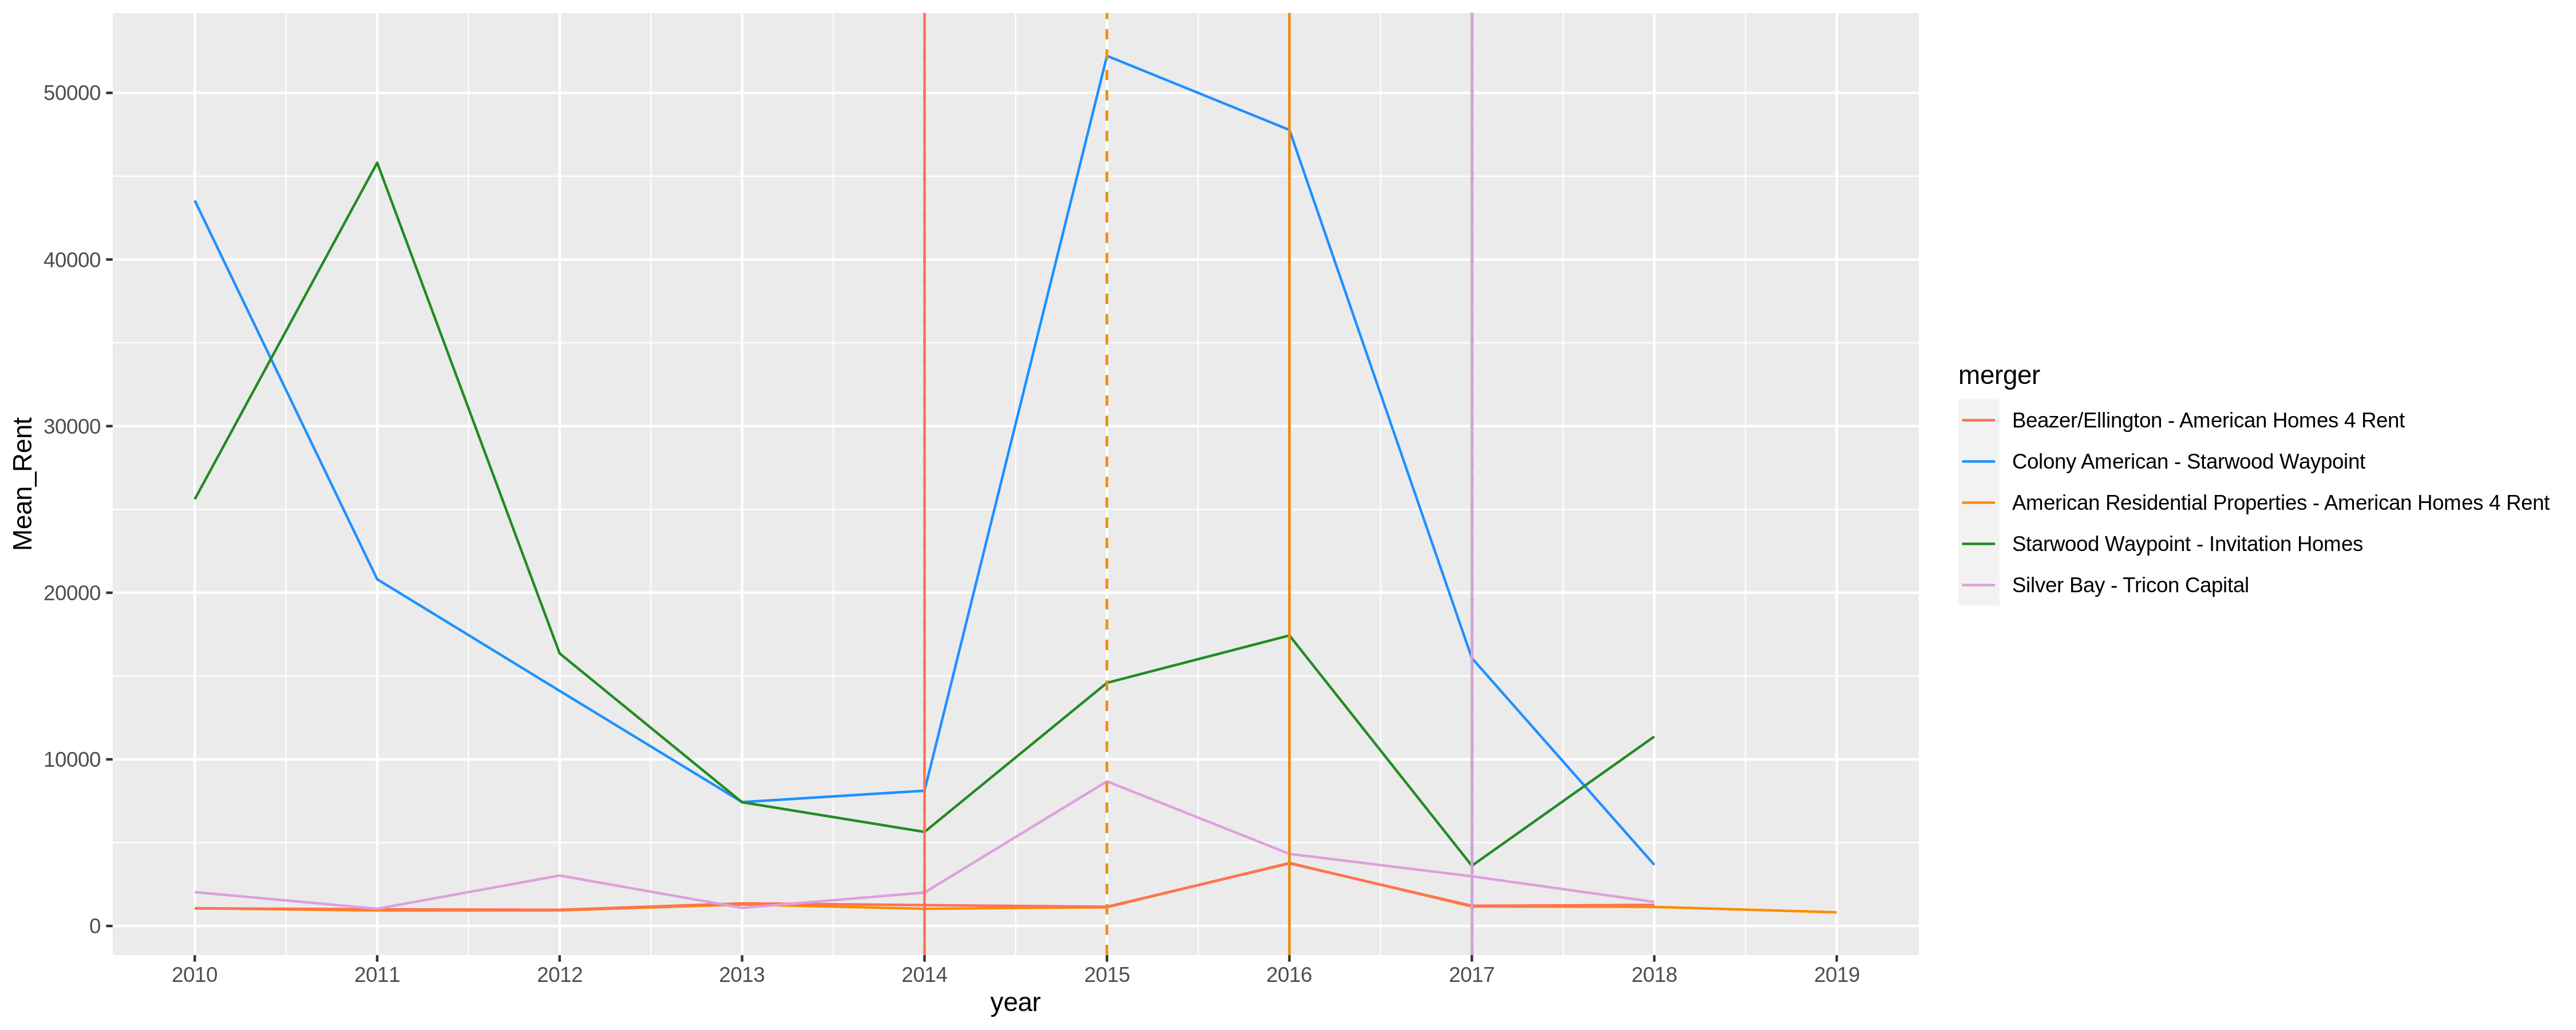 50000
40000
30000
20000
10000
0
Mean_Rent
2010 2011 2012 2013 2014 2015 2016 2017 2018 2019
year
merger
Beazer/Ellington - American Homes 4 Rent
Colony American - Starwood Waypoint
American Residential Properties - American Homes 4 Rent
Starwood Waypoint - Invitation Homes
Silver Bay - Tricon Capital